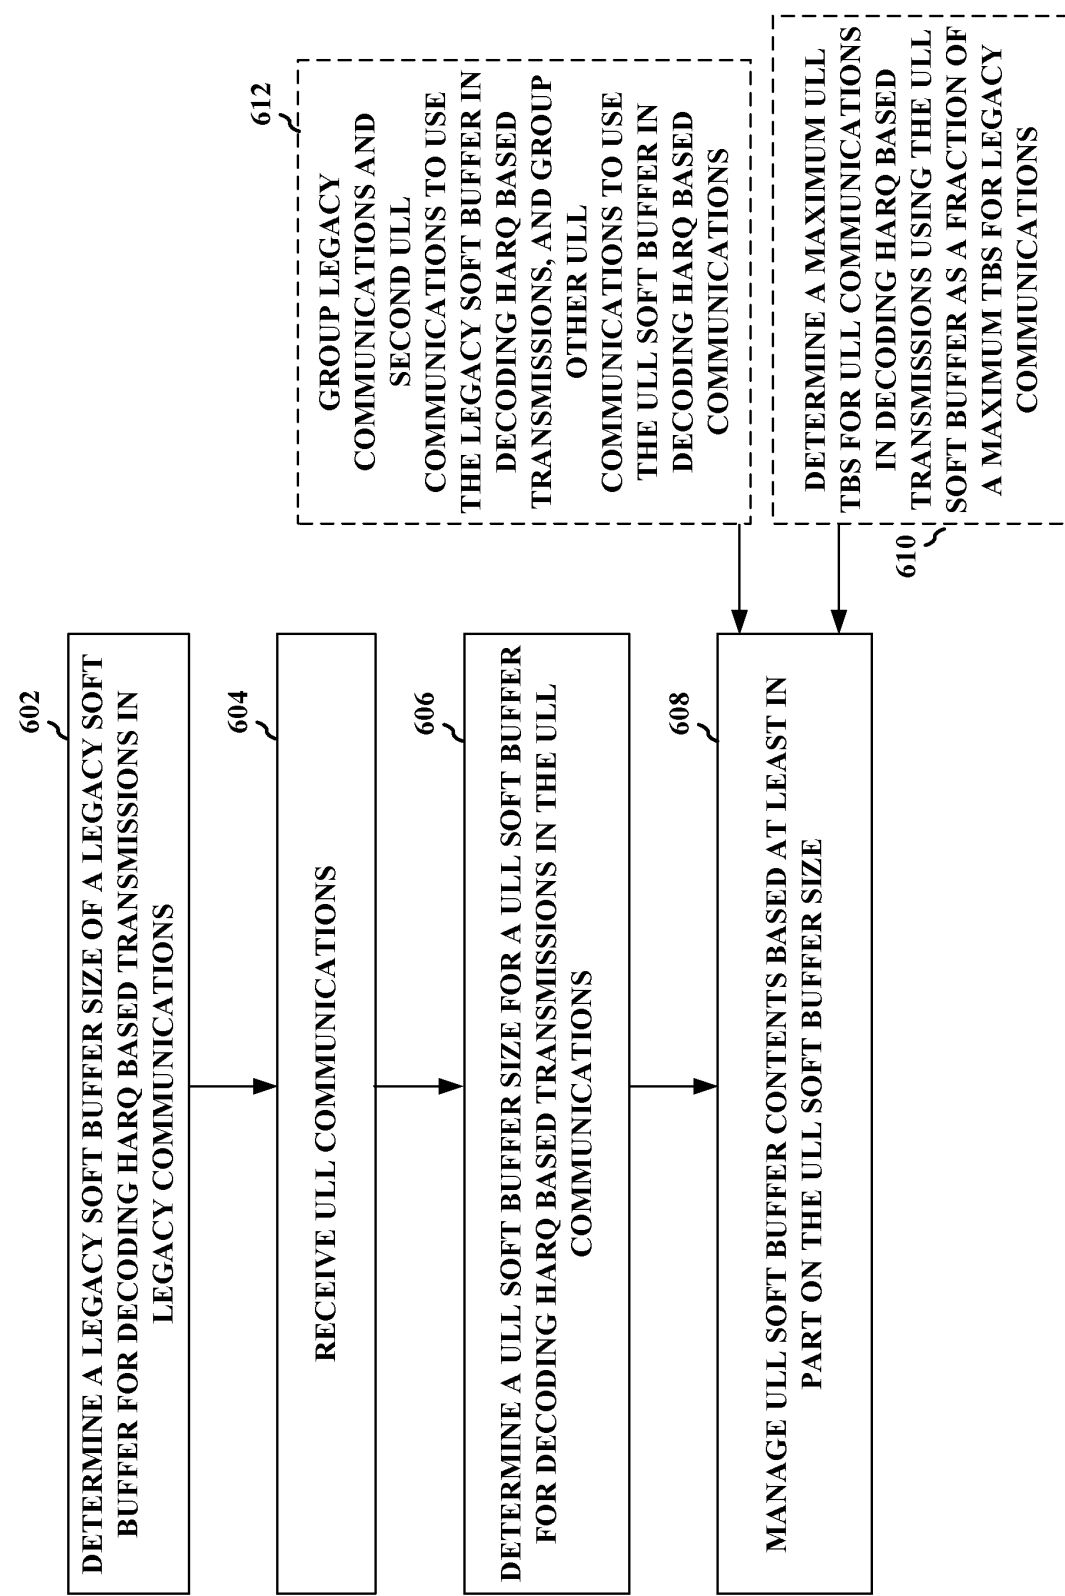 602
DETERMINE A LEGACY SOFT BUFFER SIZE OF A LEGACY SOFT
BUFFER FOR DECODING HARQ BASED TRANSMISSIONS IN
LEGACY COMMUNICATIONS
604
RECEIVE ULL COMMUNICATIONS
606
DETERMINE A ULL SOFT BUFFER SIZE FOR A ULL SOFT BUFFER
FOR DECODING HARQ BASED TRANSMISSIONS IN THE ULL
COMMUNICATIONS
608
MANAGE ULL SOFT BUFFER CONTENTS BASED AT LEAST IN
PART ON THE ULL SOFT BUFFER SIZE
612
GROUP LEGACY
COMMUNICATIONS AND
SECOND ULL
COMMUNICATIONS TO USE
THE LEGACY SOFT BUFFER IN
DECODING HARQ BASED
TRANSMISSIONS, AND GROUP
OTHER ULL
COMMUNICATIONS TO USE
THE ULL SOFT BUFFER IN
DECODING HARQ BASED
COMMUNICATIONS
610
DETERMINE A MAXIMUM ULL
TBS FOR ULL COMMUNICATIONS
IN DECODING HARQ BASED
TRANSMISSIONS USING THE ULL
SOFT BUFFER AS A FRACTION OF
A MAXIMUM TBS FOR LEGACY
COMMUNICATIONS